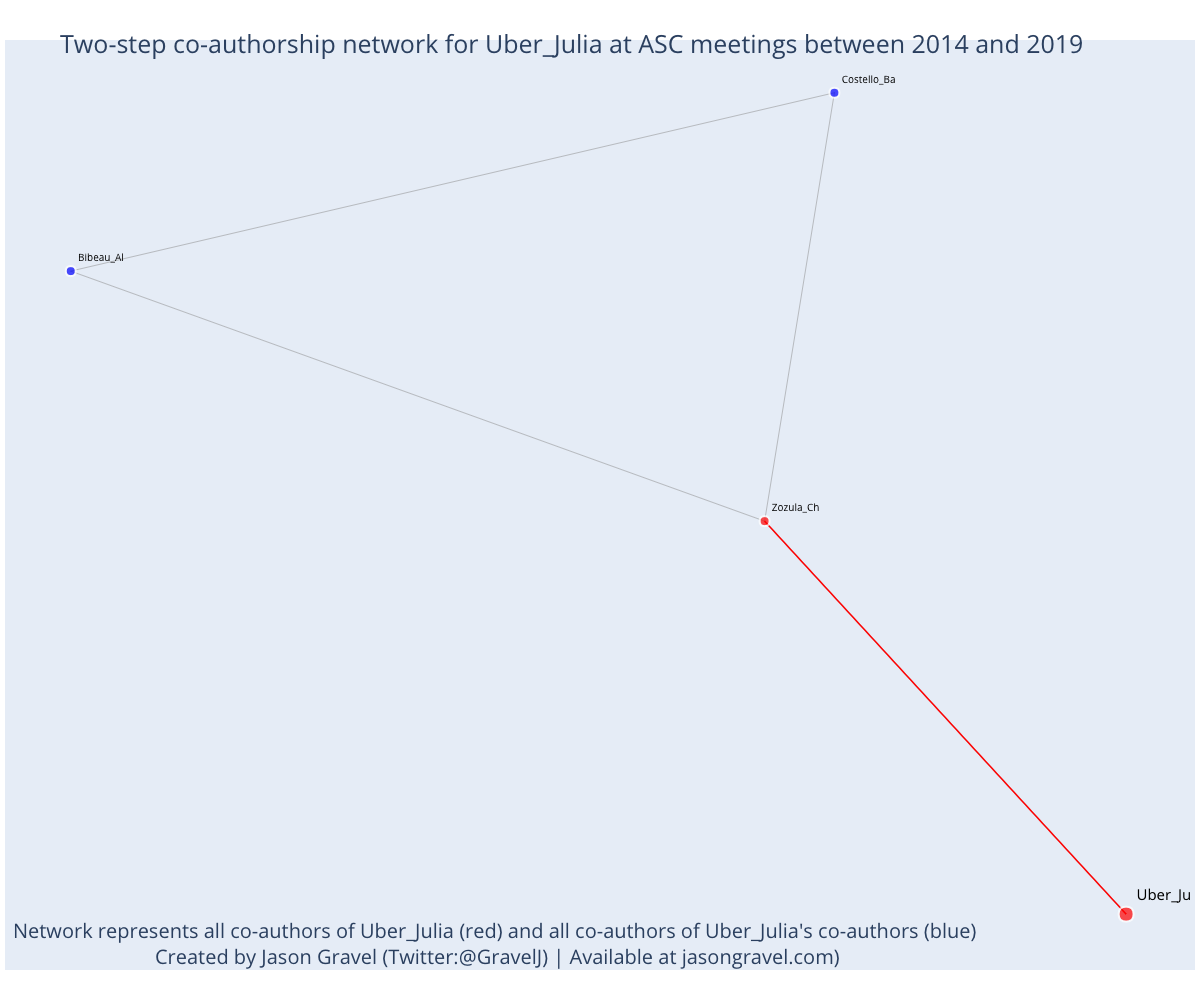 Two-step co-authorship network for Uber_Julia at ASC meetings between 2014 and 2019
Costello_Ba
Bibeau_Al
Zozula_Ch
Uber_Ju
Network represents all co-authors of Uber_Julia (red) and all co-authors of Uber_Julia's co-authors (blue)
Created by Jason Gravel (Twitter:@GravelJ) | Available at jasongravel.com)